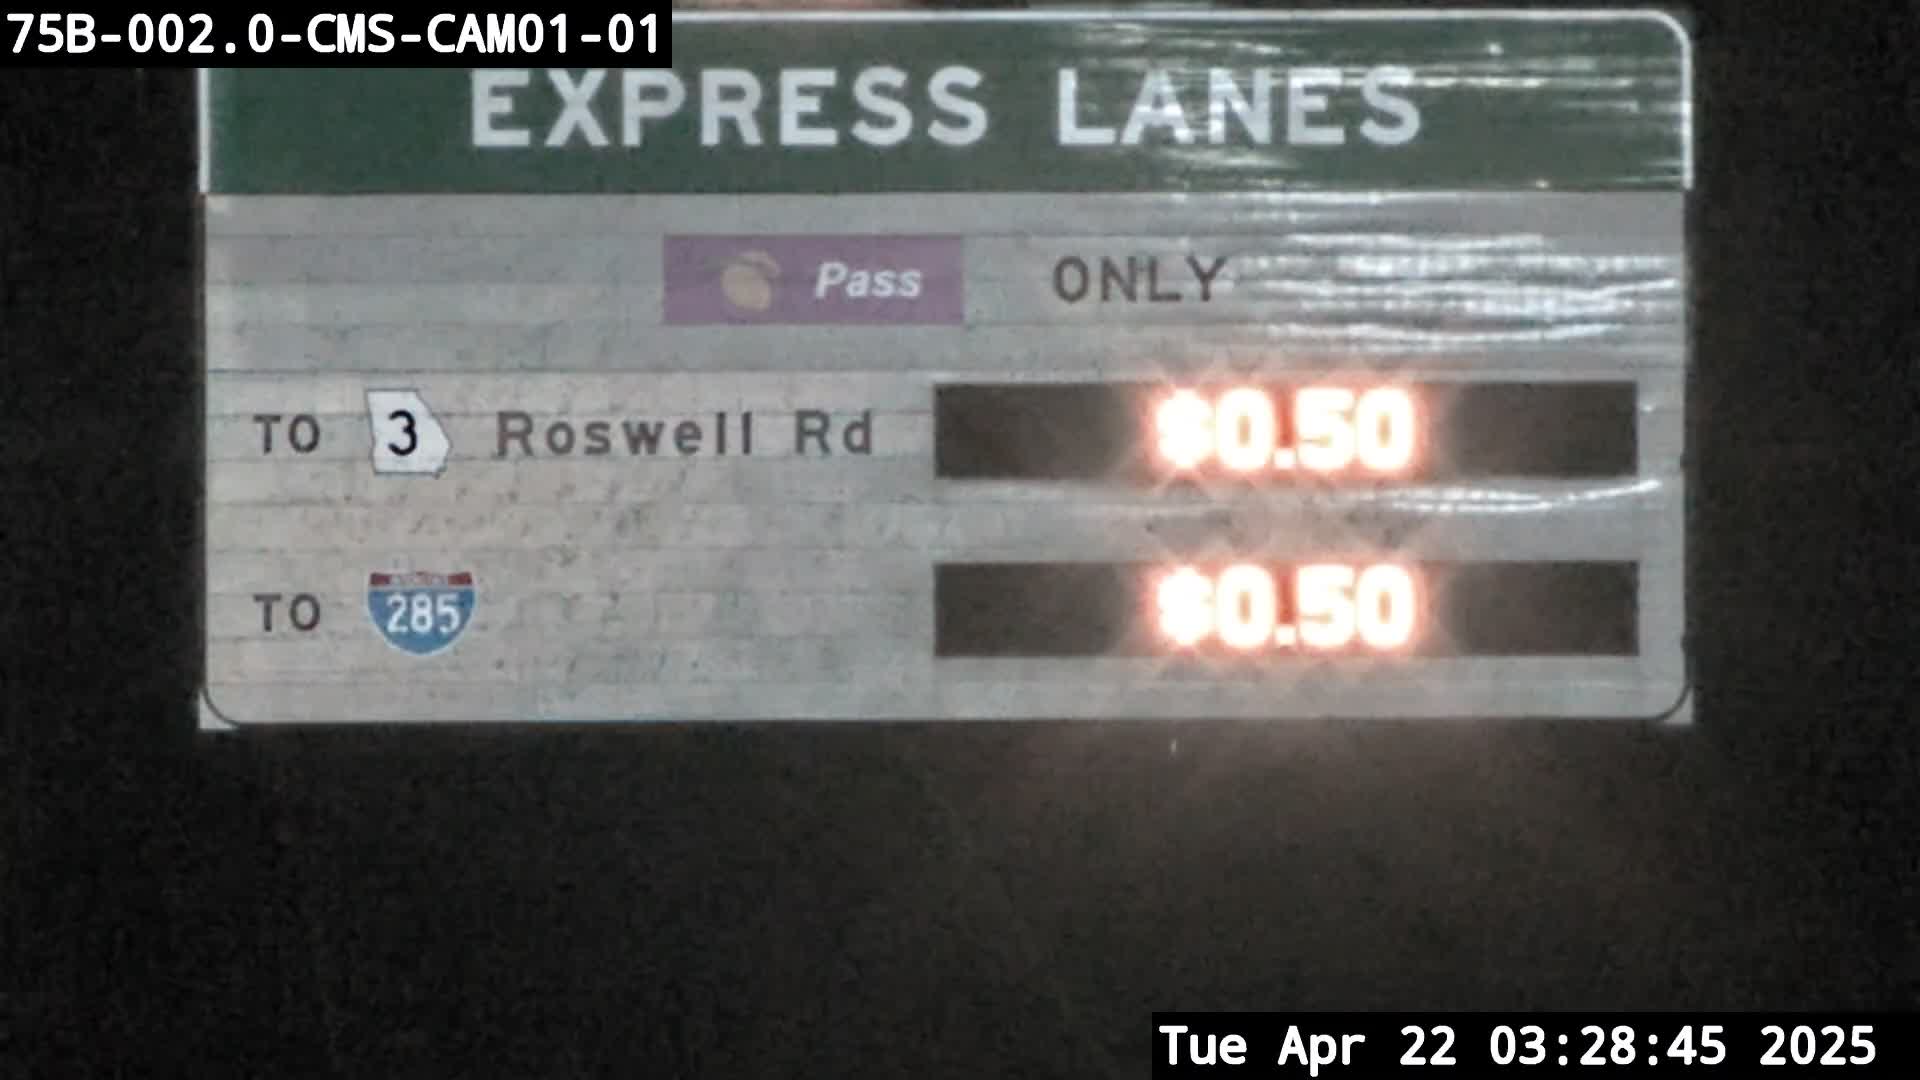 75B-002.0-CMS-CAM01-01
EXPRESS LANES
Pass ONLY
TO 3 Roswell Rd $0.50
TO 285 $0.50
Tue Apr 22 03:28:45 2025